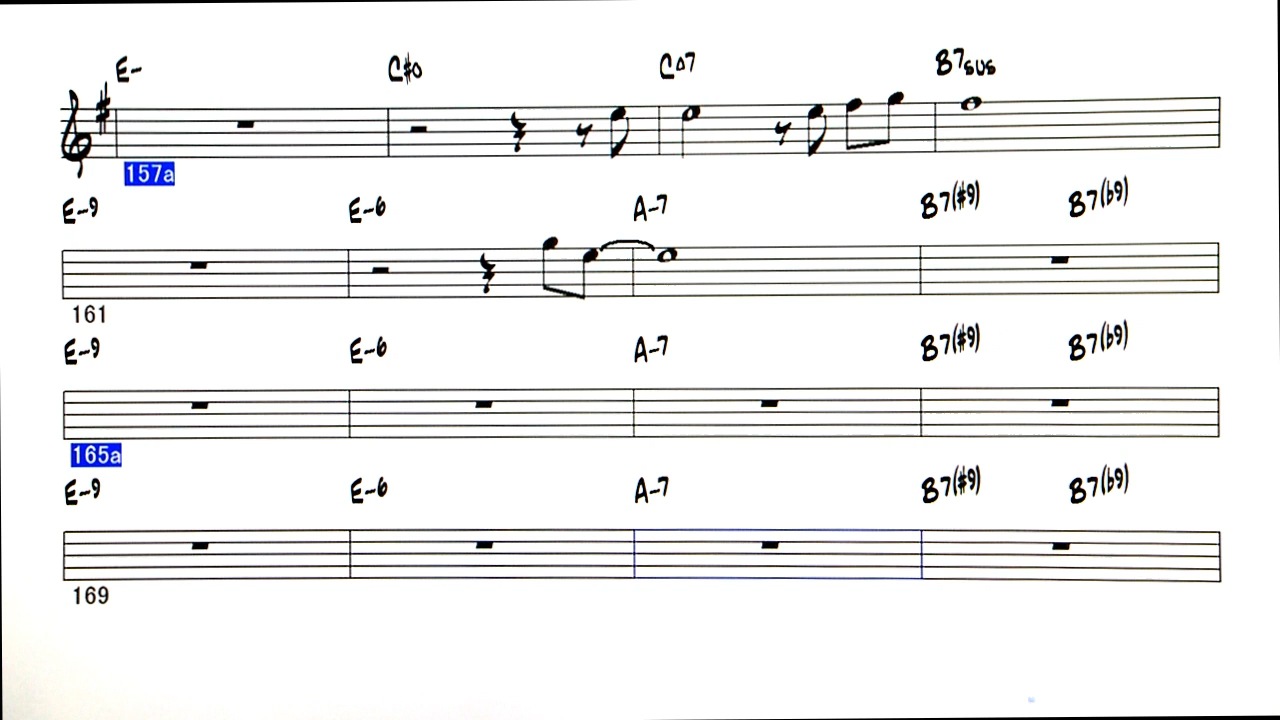 E- C#o C△7 B7sus
157a
E-9 E-6 A-7 B7(#9) B7(b9)
161
E-9 E-6 A-7 B7(#9) B7(b9)
165a
E-9 E-6 A-7 B7(#9) B7(b9)
169